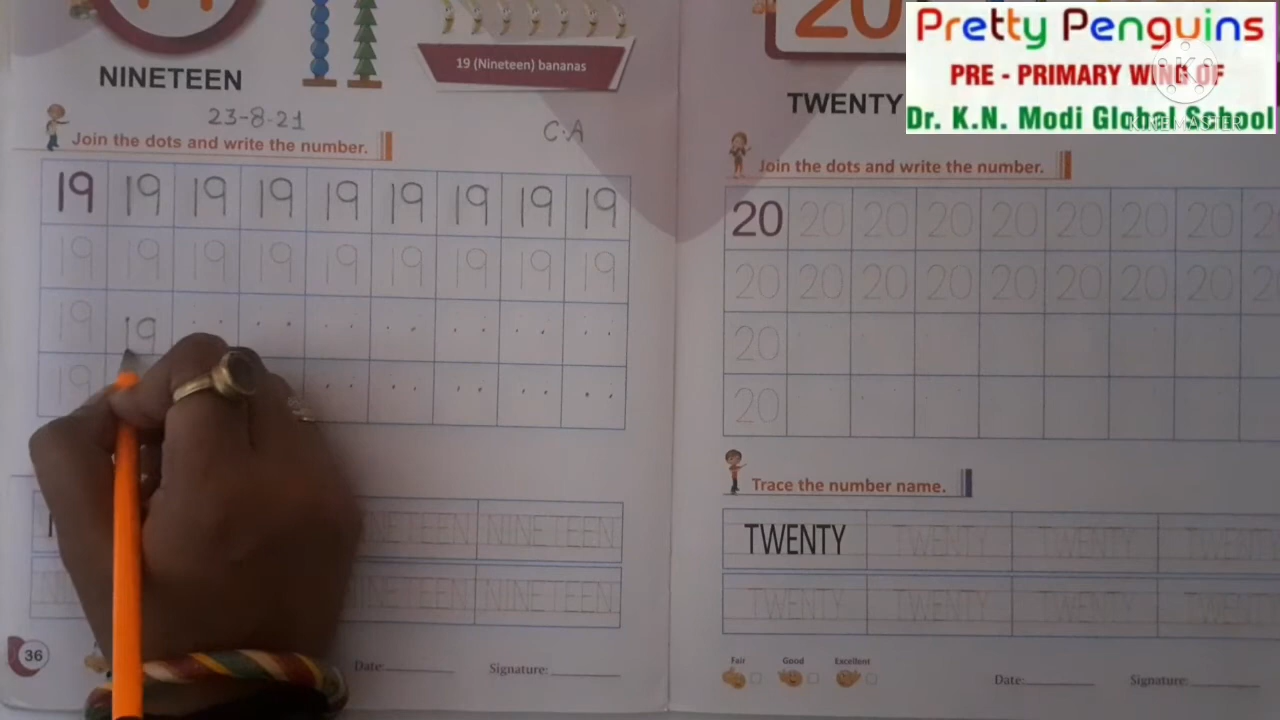 Pretty Penguins
PRE - PRIMARY WING OF
Dr. K.N. Modi Global School
KINEMASTER
19 (Nineteen) bananas
NINETEEN
23-8-21
C.A
Join the dots and write the number.
19 19 19 19 19 19 19 19 19
19 19 19 19 19 19 19 19 19
19 19
19
NINETEEN NINETEEN
NINETEEN NINETEEN
36
Date: Signature:
20
TWENTY
Join the dots and write the number.
20 20 20 20 20 20 20 20
20 20 20 20 20 20 20 20
20
20
Trace the number name.
TWENTY TWENTY TWENTY TWENTY
TWENTY TWENTY TWENTY TWENTY
Fair Good Excellent
Date: Signature: